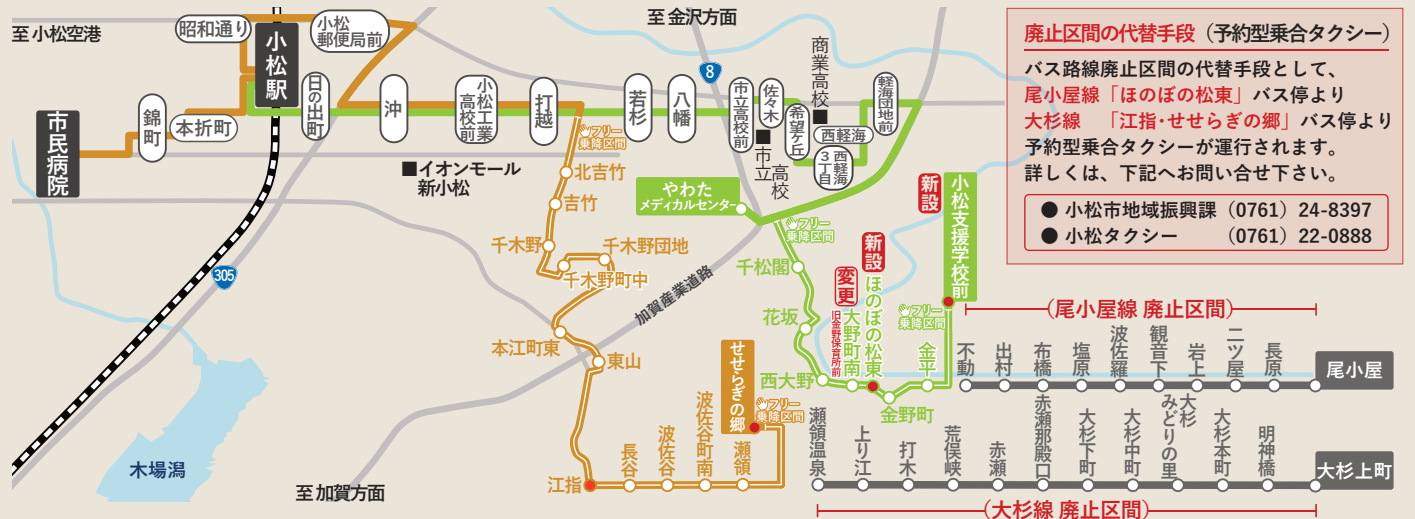 至 小松空港
昭和通り
小松駅
小松
郵便局前
至 金沢方面
8
市民病院
錦町
本折町
日の出町
沖
小松工業
高校前
打越
若杉
八幡
市立高校前
佐々木
希望ヶ丘
商業高校■
西軽海
西軽海
3丁目
軽海団地前
■市立
高校
■イオンモール
新小松
フリー
乗降区間
北吉竹
吉竹
千木野
千木野団地
千木野町中
本江町東
東山
加賀産業道路
305
木場潟
至 加賀方面
やわた
メディカルセンター
フリー
乗降区間
千松閣
花坂
西大野
変更
大野町南
旧金野保育所前
新設
ほのぼの松東
金野町
金平
フリー
乗降区間
新設
小松支援学校前
江指
長谷
波佐谷
波佐谷町南
瀬領
せせらぎの郷
フリー
乗降区間
廃止区間の代替手段（予約型乗合タクシー）
バス路線廃止区間の代替手段として、
尾小屋線「ほのぼの松東」バス停より
大杉線　「江指・せせらぎの郷」バス停より
予約型乗合タクシーが運行されます。
詳しくは、下記へお問い合せ下さい。
● 小松市地域振興課（0761）24-8397
● 小松タクシー　　（0761）22-0888
（尾小屋線 廃止区間）
不動
出村
布橋
塩原
波佐羅
観音下
岩上
二ツ屋
長原
尾小屋
瀬領温泉
上り江
打木
荒俣峡
赤瀬
赤瀬那殿口
大杉下町
大杉中町
大杉
みどりの里
大杉本町
明神橋
大杉上町
（大杉線 廃止区間）